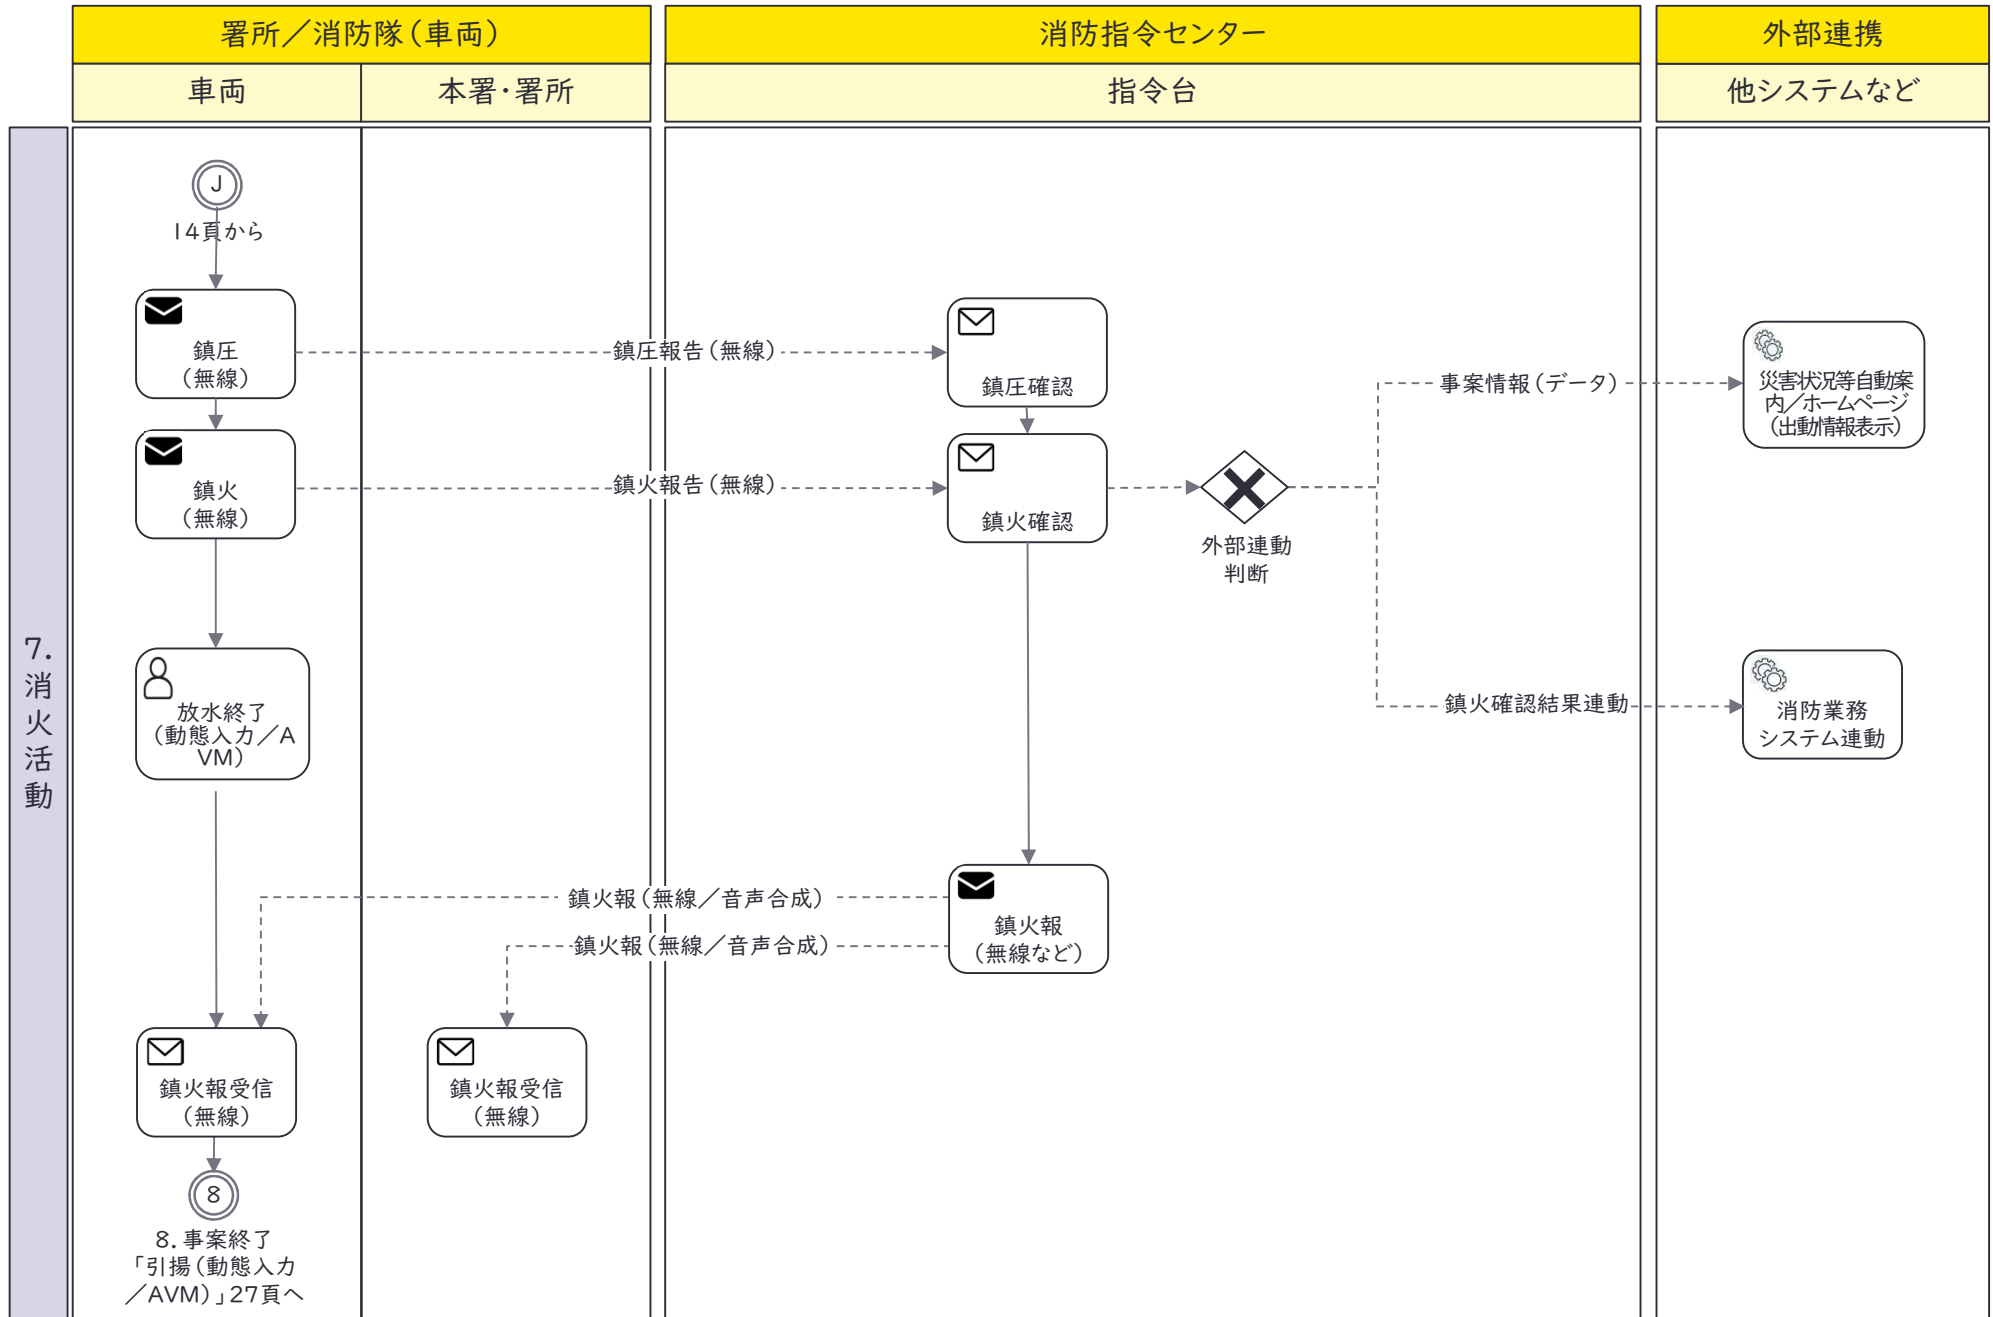 署所／消防隊（車両）
消防指令センター
外部連携
車両
本署・署所
指令台
他システムなど
7.消火活動
J
14頁から
鎮圧
（無線）
鎮圧報告（無線）
鎮圧確認
事案情報（データ）
災害状況等自動案
内／ホームページ
（出動情報表示）
鎮火
（無線）
鎮火報告（無線）
鎮火確認
外部連動
判断
放水終了
（動態入力／A
VM）
鎮火確認結果連動
消防業務
システム連動
鎮火報（無線／音声合成）
鎮火報（無線／音声合成）
鎮火報
（無線など）
鎮火報受信
（無線）
鎮火報受信
（無線）
8
8.事案終了
「引揚（動態入力
／AVM）」27頁へ